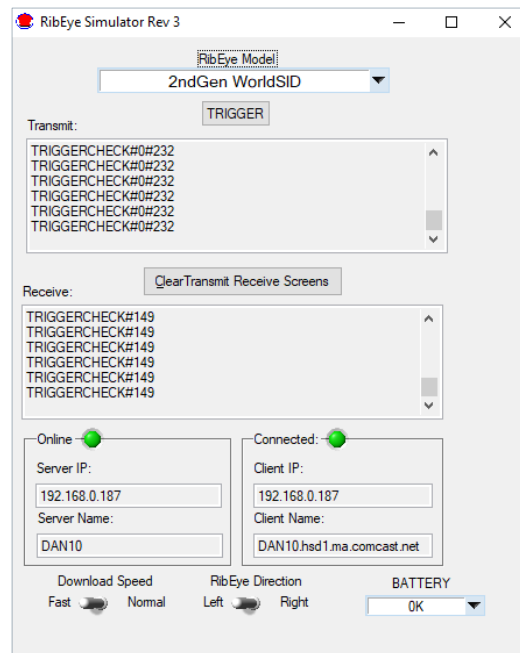 RibEye Simulator Rev 3
RibEye Model
2ndGen WorldSID
TRIGGER
Transmit:
TRIGGERCHECK#0#232
TRIGGERCHECK#0#232
TRIGGERCHECK#0#232
TRIGGERCHECK#0#232
TRIGGERCHECK#0#232
TRIGGERCHECK#0#232
ClearTransmit Receive Screens
Receive:
TRIGGERCHECK#149
TRIGGERCHECK#149
TRIGGERCHECK#149
TRIGGERCHECK#149
TRIGGERCHECK#149
TRIGGERCHECK#149
Online
Server IP:
192.168.0.187
Server Name:
DAN10
Connected:
Client IP:
192.168.0.187
Client Name:
DAN10.hsd1.ma.comcast.net
Download Speed
Fast Normal
RibEye Direction
Left Right
BATTERY
OK